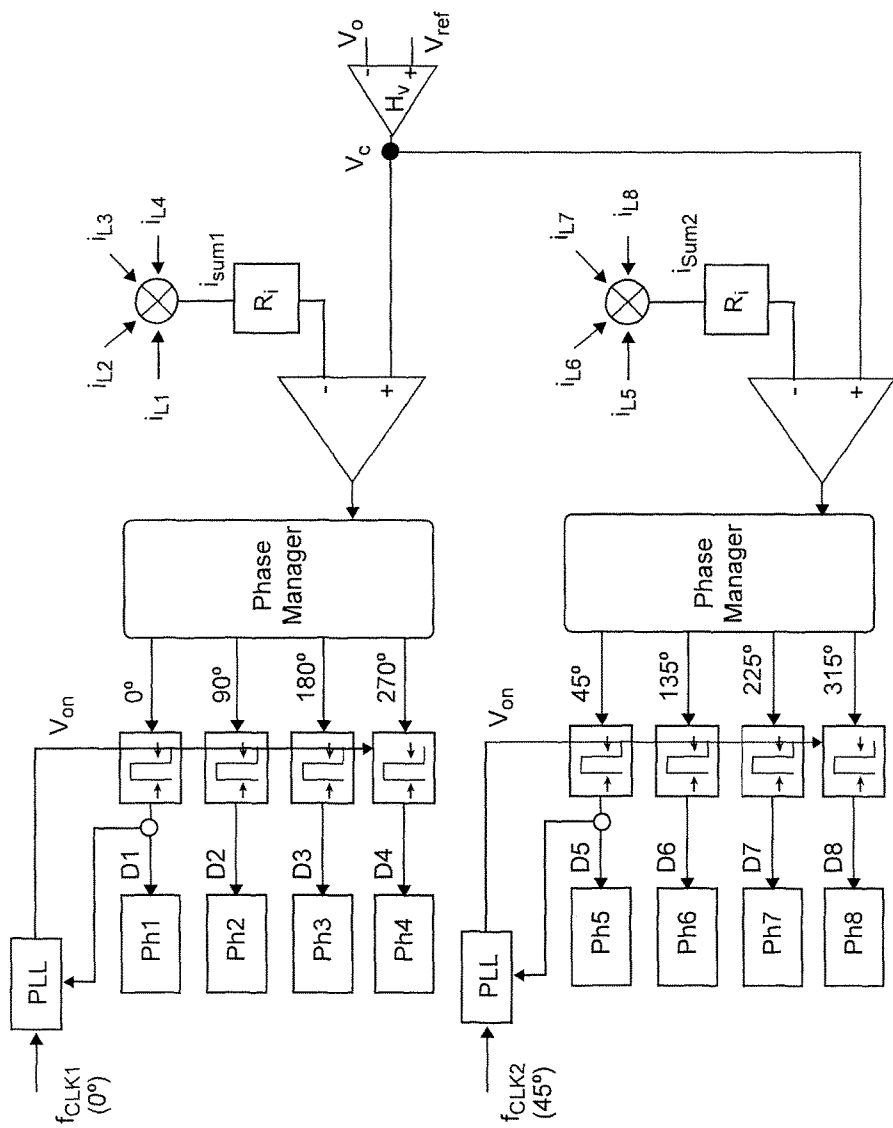 fCLK1
(0º)
PLL
Von
Ph1
Ph2
Ph3
Ph4
D1
D2
D3
D4
0º
90º
180º
270º
Phase
Manager
-
+
iL1
iL2
iL3
iL4
isum1
Ri
Vc
Hv
-
+
Vo
Vref
fCLK2
(45º)
PLL
Von
Ph5
Ph6
Ph7
Ph8
D5
D6
D7
D8
45º
135º
225º
315º
Phase
Manager
-
+
iL5
iL6
iL7
iL8
iSum2
Ri